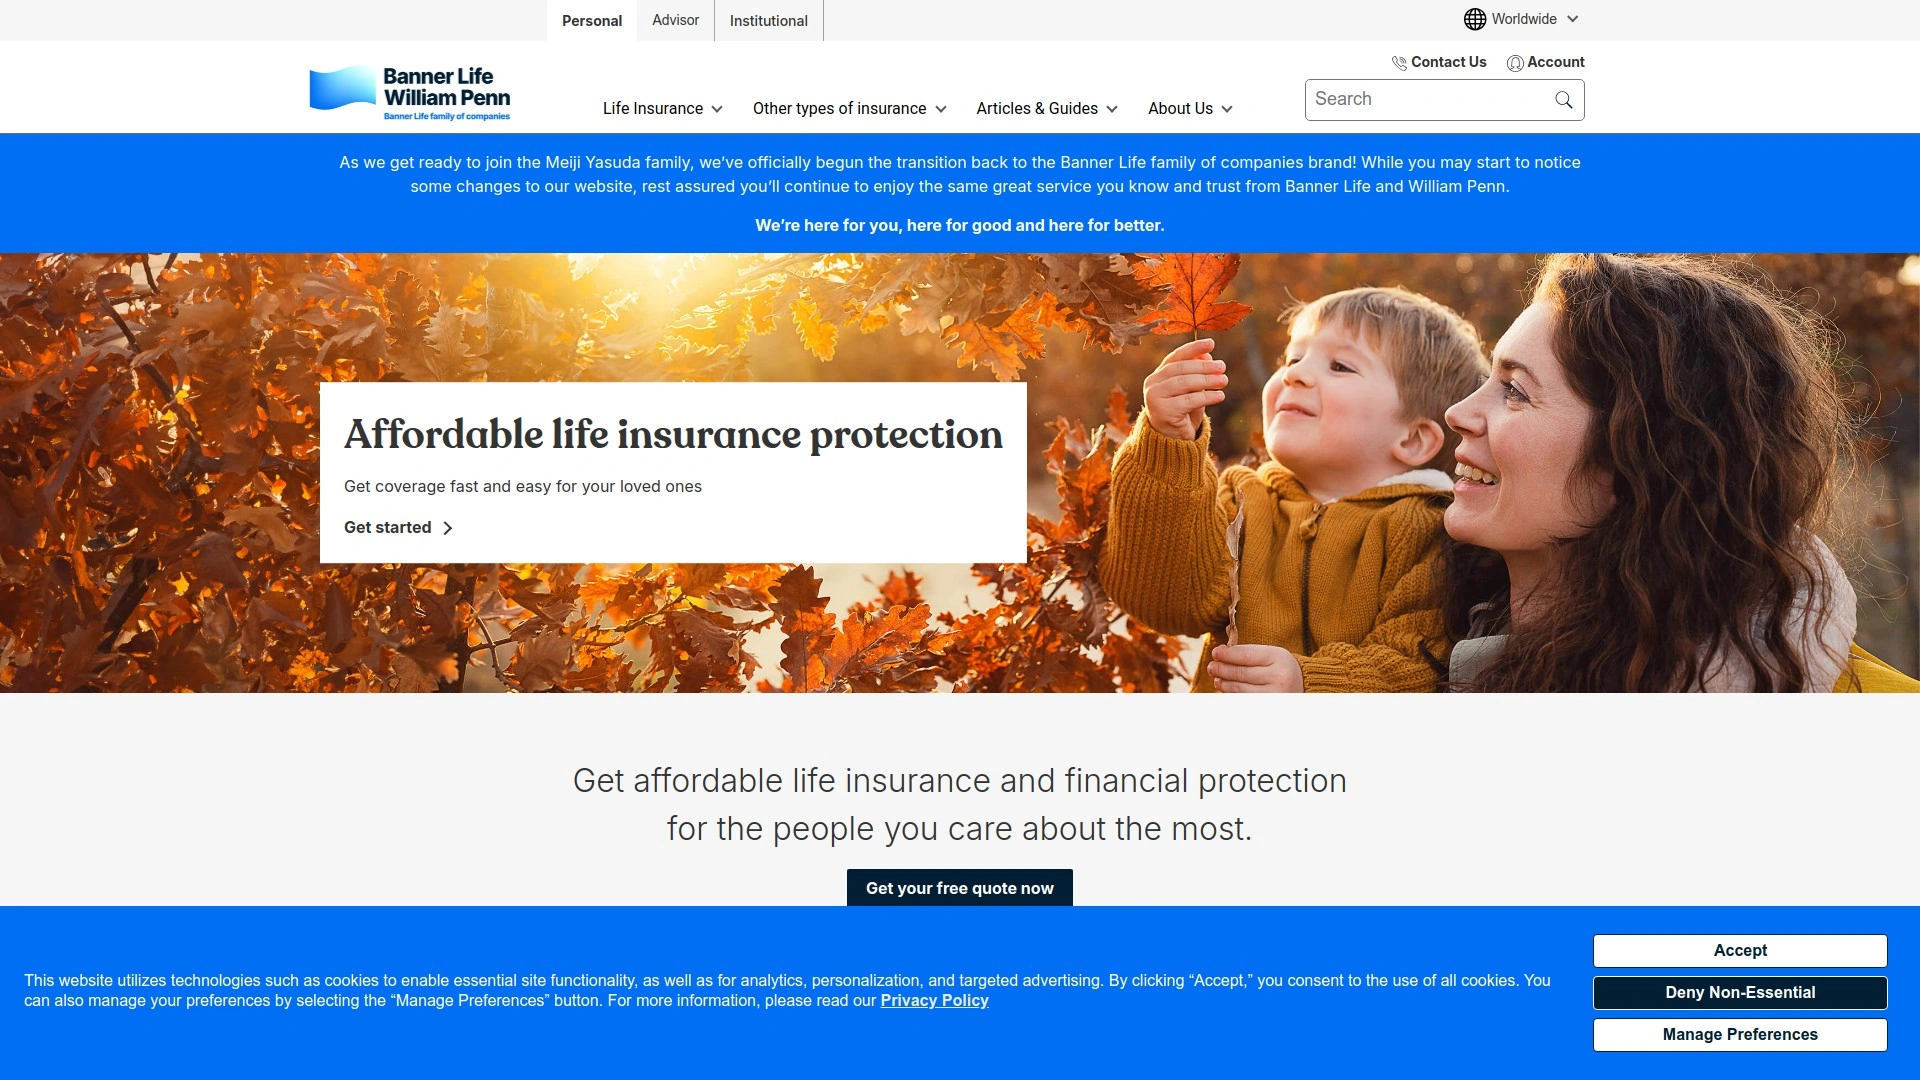 Personal
Advisor
Institutional
Worldwide
Contact Us
Account
Banner Life
William Penn
Banner Life family of companies
Life Insurance
Other types of insurance
Articles & Guides
About Us
Search
As we get ready to join the Meiji Yasuda family, we’ve officially begun the transition back to the Banner Life family of companies brand! While you may start to notice
some changes to our website, rest assured you’ll continue to enjoy the same great service you know and trust from Banner Life and William Penn.
We’re here for you, here for good and here for better.
Affordable life insurance protection
Get coverage fast and easy for your loved ones
Get started
Get affordable life insurance and financial protection
for the people you care about the most.
Get your free quote now
This website utilizes technologies such as cookies to enable essential site functionality, as well as for analytics, personalization, and targeted advertising. By clicking “Accept,” you consent to the use of all cookies. You
can also manage your preferences by selecting the “Manage Preferences” button. For more information, please read our Privacy Policy
Accept
Deny Non-Essential
Manage Preferences